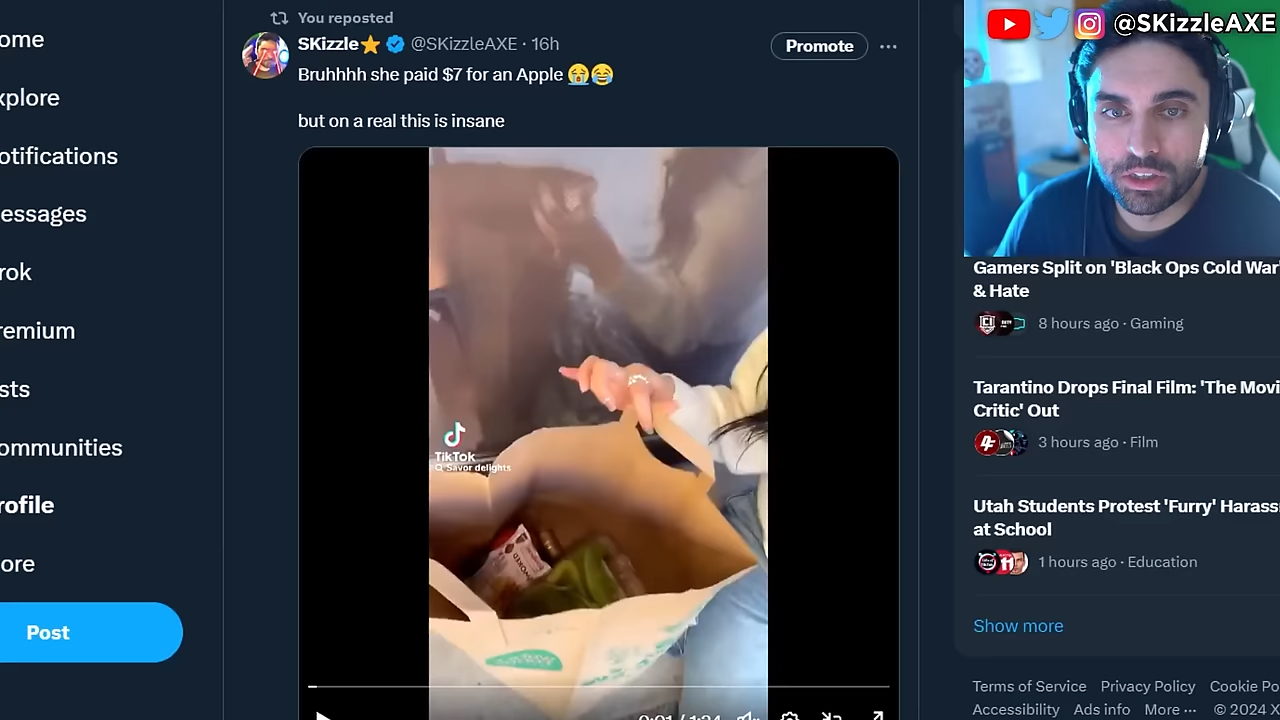 ome
xplore
otifications
essages
rok
remium
sts
ommunities
rofile
ore
Post
You reposted
SKizzle⭐ @SKizzleAXE · 16h
Promote
Bruhhhh she paid $7 for an Apple 😭😂
but on a real this is insane
TikTok
Savor delights
0:01 / 1:34
@SKizzleAXE
Gamers Split on 'Black Ops Cold War'
& Hate
8 hours ago · Gaming
Tarantino Drops Final Film: 'The Movi
Critic' Out
3 hours ago · Film
Utah Students Protest 'Furry' Harass
at School
1 hours ago · Education
Show more
Terms of Service Privacy Policy Cookie Po
Accessibility Ads info More ··· © 2024 X